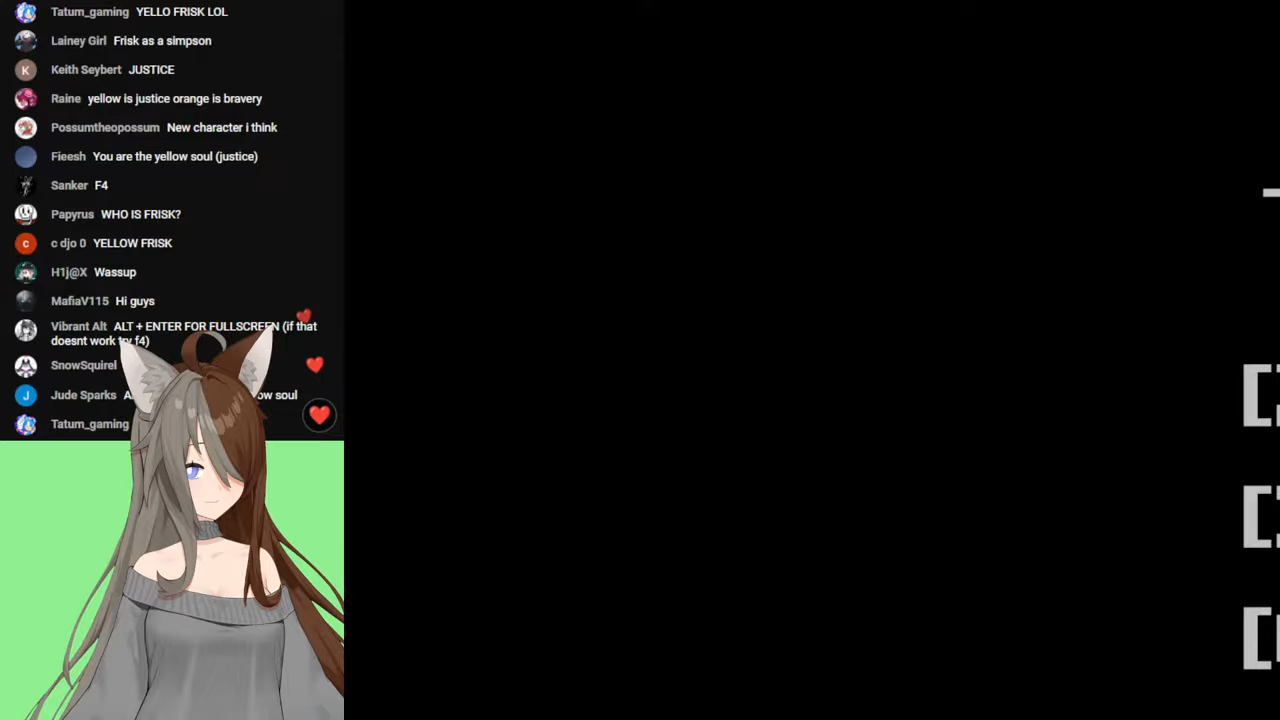 Tatum_gaming YELLO FRISK LOL
Lainey Girl Frisk as a simpson
K
Keith Seybert JUSTICE
Raine yellow is justice orange is bravery
Possumtheopossum New character i think
Fieesh You are the yellow soul (justice)
Sanker F4
Papyrus WHO IS FRISK?
c
c djo 0 YELLOW FRISK
H1j@X Wassup
MafiaV115 Hi guys
Vibrant Alt ALT + ENTER FOR FULLSCREEN (if that
doesnt work try f4)
SnowSquirel
J
Jude Sparks soul
Tatum_gaming
[
[
[